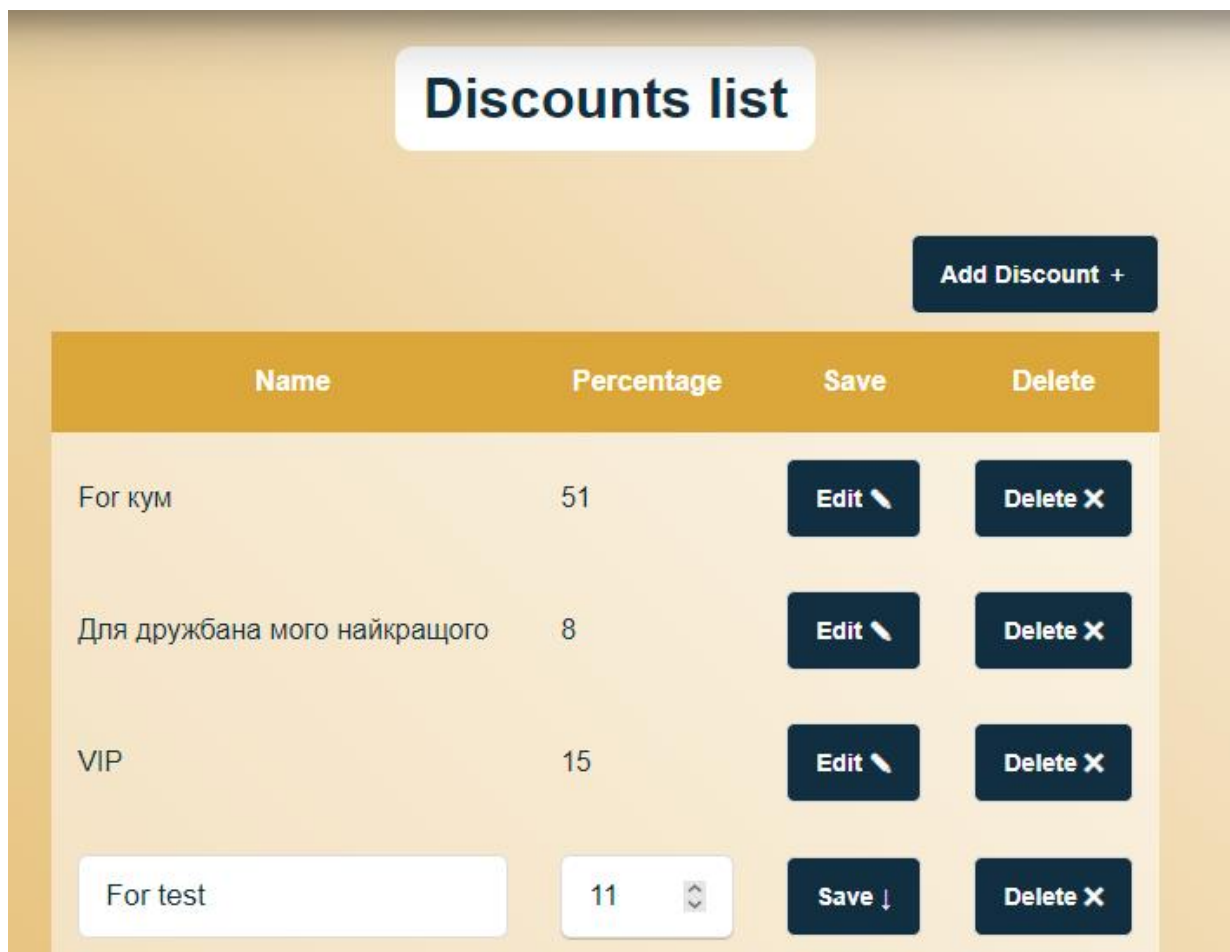 Discounts list
Add Discount +
Name Percentage Save Delete
For кум 51 Edit ✎ Delete ✕
Для дружбана мого найкращого 8 Edit ✎ Delete ✕
VIP 15 Edit ✎ Delete ✕
For test 11 Save ↓ Delete ✕